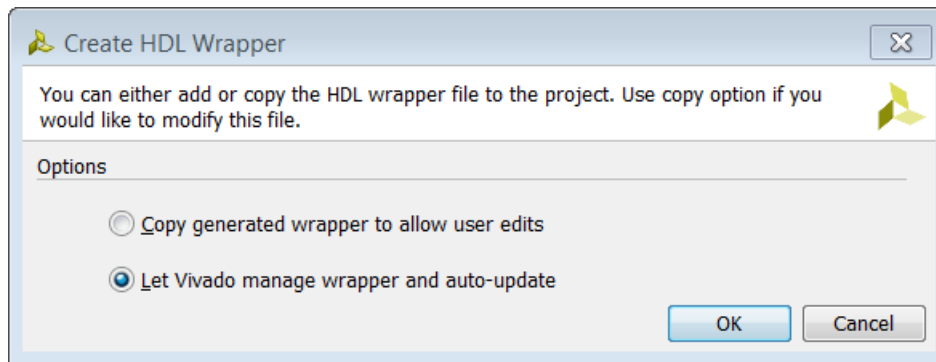 Create HDL Wrapper
You can either add or copy the HDL wrapper file to the project. Use copy option if you
would like to modify this file.
Options
Copy generated wrapper to allow user edits
Let Vivado manage wrapper and auto-update
OK
Cancel